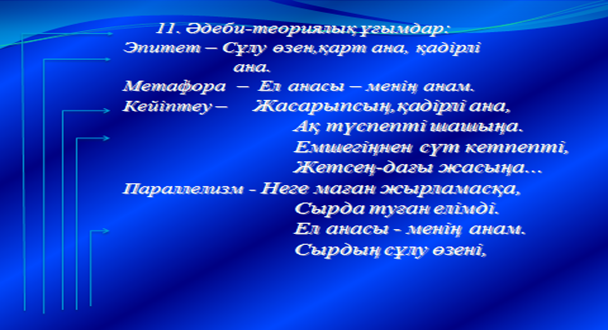 11. Әдеби-теориялық ұғымдар:
Эпитет – Сұлу өзен,қарт ана, қадірлі
ана.
Метафора – Ел анасы – менің анам.
Кейіптеу – Жасарыпсың,қадірлі ана,
Ақ түспепті шашыңа.
Емшегіңнен сүт кетпепті,
Жетсең-дағы жасыңа...
Параллелизм - Неге маған жырламасқа,
Сырда туған елімді.
Ел анасы - менің анам.
Сырдың сұлу өзені,